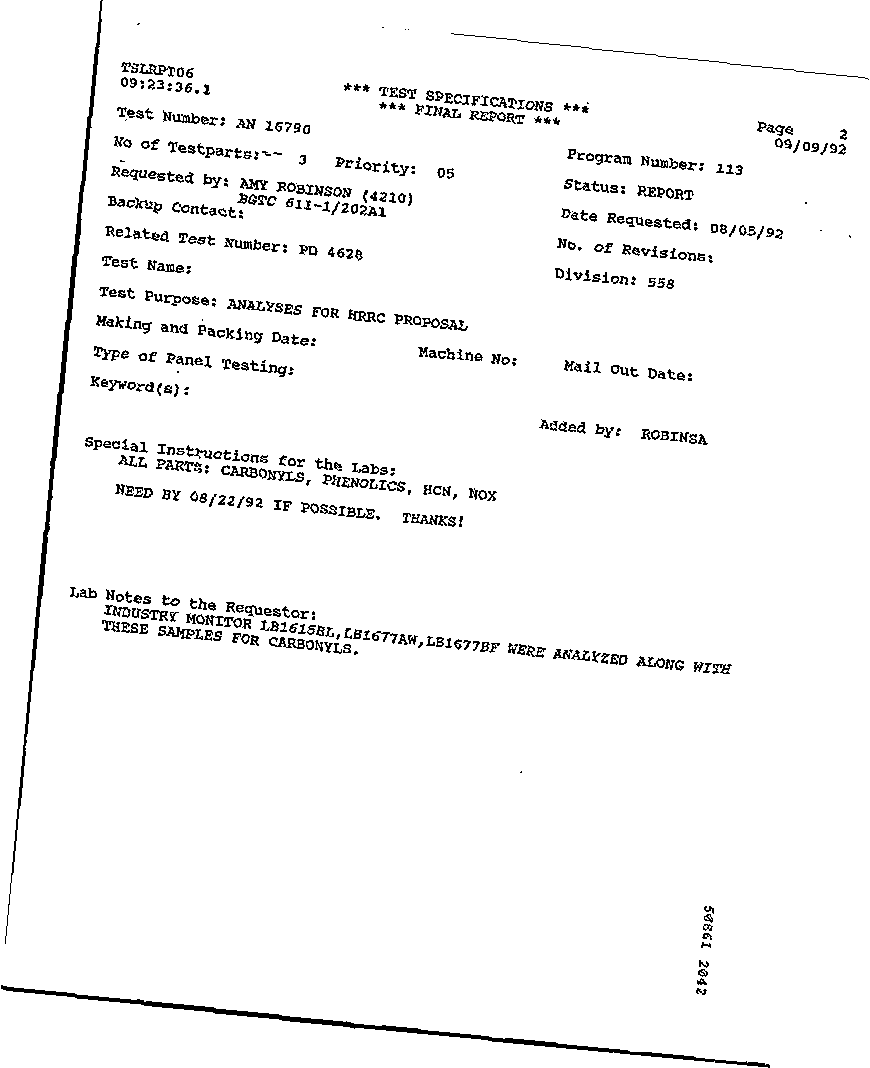 TSLRPT06
09:23:36.1
*** TEST SPECIFICATIONS ***
*** FINAL REPORT ***
Page 2
09/09/92
Test Number: AN 16790
Program Number: 113
No of Testparts:-- 3 Priority: 05
Status: REPORT
Requested by: AMY ROBINSON (4210)
BGTC 611-1/202A1
Date Requested: 08/05/92
Backup Contact:
No. of Revisions:
Related Test Number: PD 4628
Division: 558
Test Name:
Test Purpose: ANALYSES FOR HRRC PROPOSAL
Making and Packing Date:
Machine No:
Mail Out Date:
Type of Panel Testing:
Keyword(s):
Added by: ROBINSA
Special Instructions for the Labs:
ALL PARTS: CARBONYLS, PHENOLICS, HCN, NOX
NEED BY 08/22/92 IF POSSIBLE. THANKS!
Lab Notes to the Requestor:
INDUSTRY MONITOR LB1615BL,LB1677AW,LB1677BF WERE ANALYZED ALONG WITH
THESE SAMPLES FOR CARBONYLS.
50861 2042